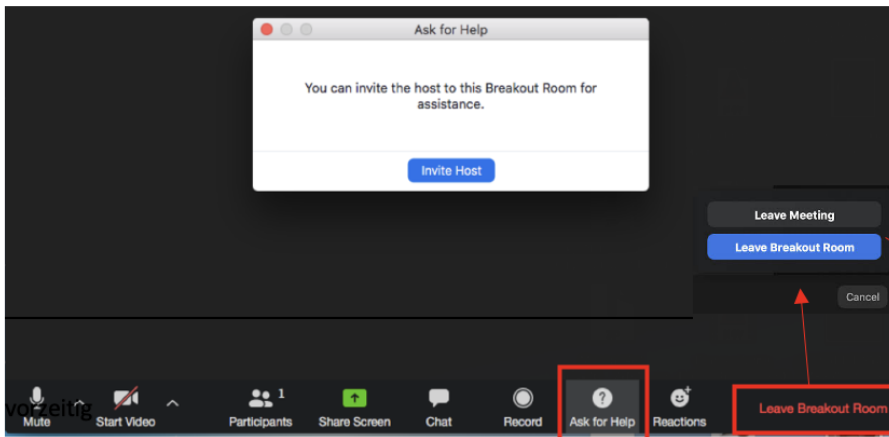 Ask for Help
You can invite the host to this Breakout Room for
assistance.
Invite Host
Leave Meeting
Leave Breakout Room
Cancel
1
vorzeitig
Mute
Start Video
Participants
Share Screen
Chat
Record
Ask for Help
Reactions
Leave Breakout Room